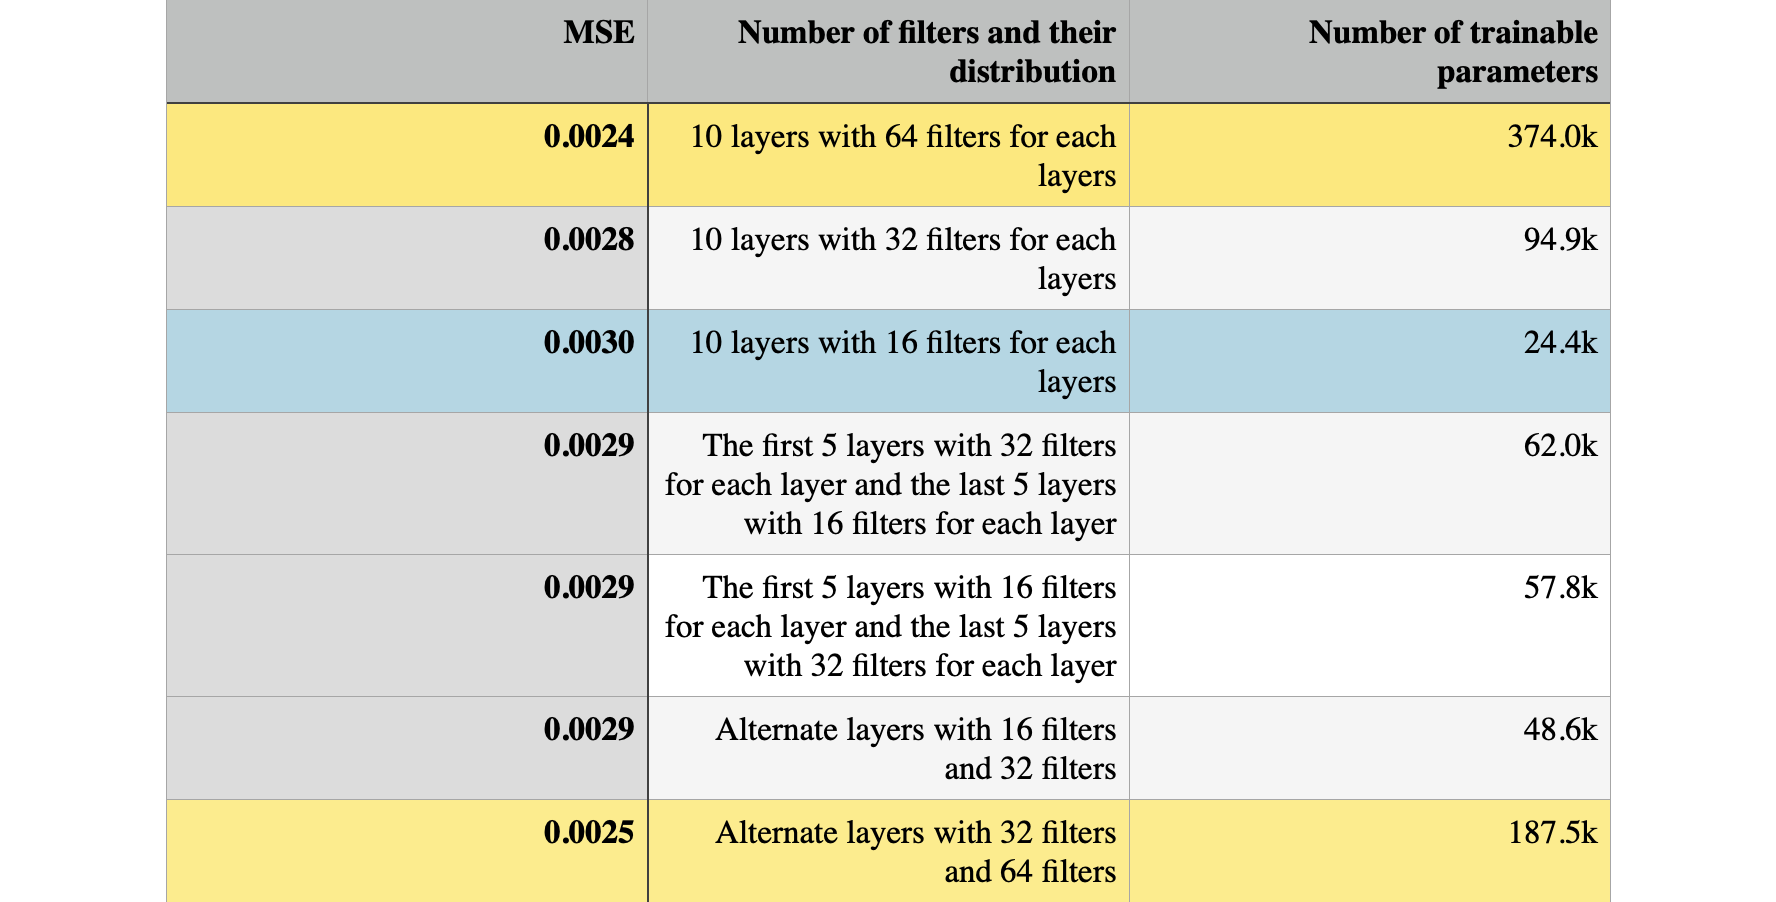 MSE
Number of filters and their
distribution
Number of trainable
parameters
0.0024
10 layers with 64 filters for each
layers
374.0k
0.0028
10 layers with 32 filters for each
layers
94.9k
0.0030
10 layers with 16 filters for each
layers
24.4k
0.0029
The first 5 layers with 32 filters
for each layer and the last 5 layers
with 16 filters for each layer
62.0k
0.0029
The first 5 layers with 16 filters
for each layer and the last 5 layers
with 32 filters for each layer
57.8k
0.0029
Alternate layers with 16 filters
and 32 filters
48.6k
0.0025
Alternate layers with 32 filters
and 64 filters
187.5k